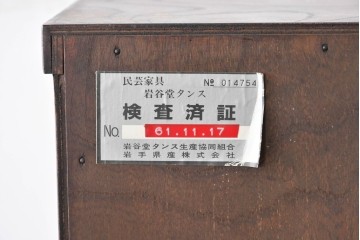 民芸家具 № 014754
岩谷堂タンス
検査済証
No. 61.11.17
岩谷堂タンス生産協同組合
岩手県産株式会社